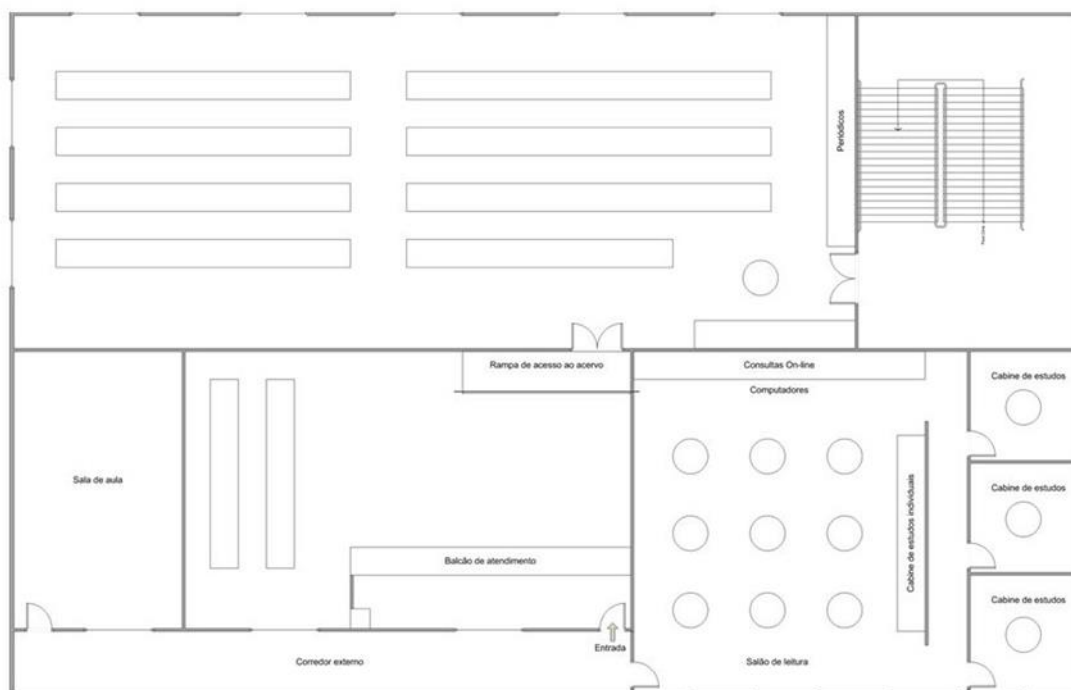 Periódicos
Rampa de acesso ao acervo
Consultas On-line
Computadores
Cabine de estudos
Sala de aula
Cabine de estudos individuais
Cabine de estudos
Balcão de atendimento
Cabine de estudos
Entrada
Corredor externo
Salão de leitura